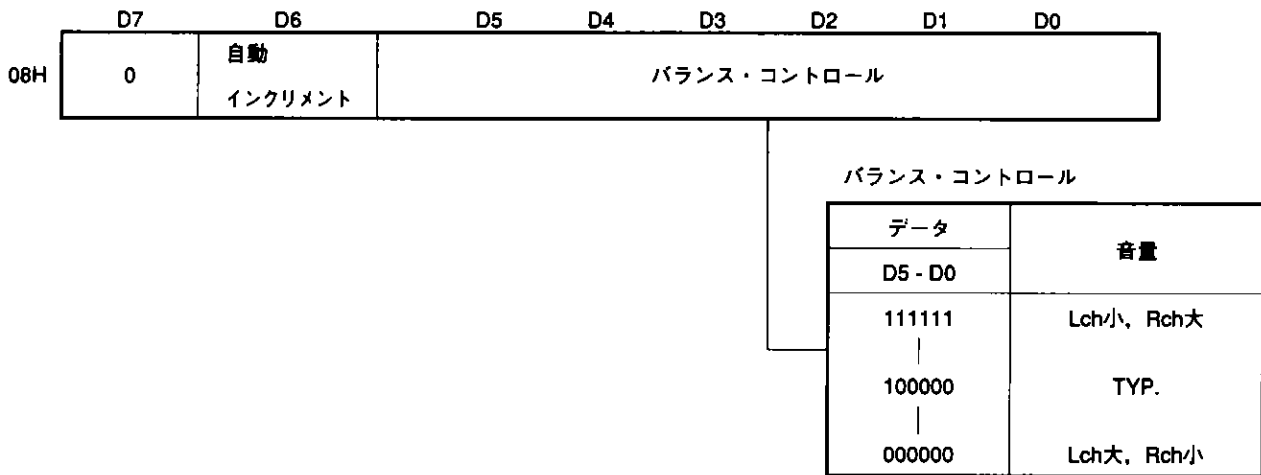 D7 D6 D5 D4 D3 D2 D1 D0
08H 0 自動 バランス・コントロール
インクリメント
バランス・コントロール
データ 音量
D5 - D0
111111 Lch小，Rch大
100000 TYP.
000000 Lch大，Rch小